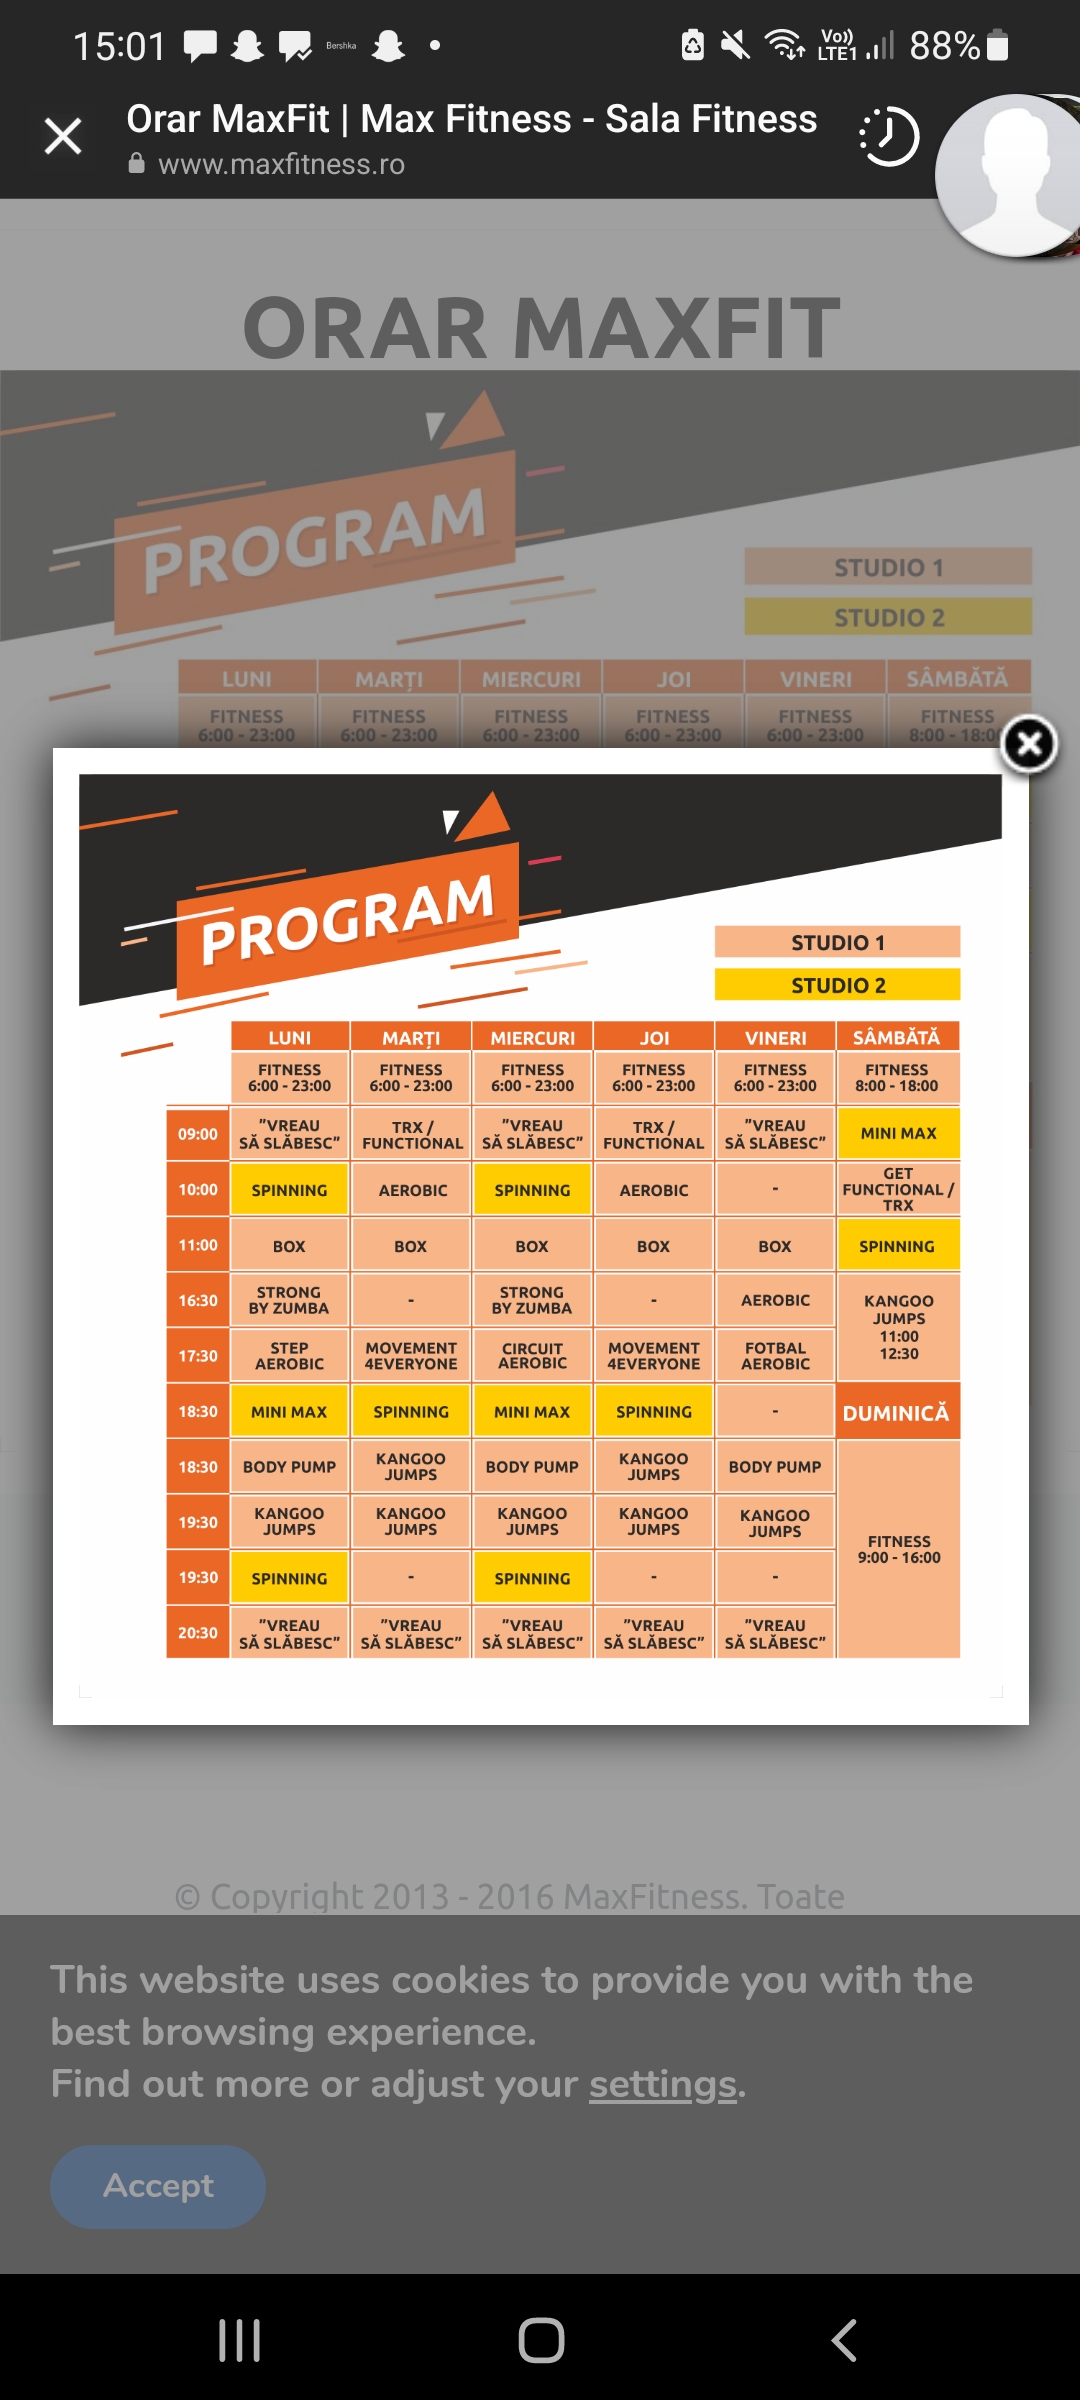 15:01
Bershka
Vo))
LTE1
88%
Orar MaxFit | Max Fitness - Sala Fitness
www.maxfitness.ro
ORAR MAXFIT
PROGRAM
STUDIO 1
STUDIO 2
LUNI MARȚI MIERCURI JOI VINERI SÂMBĂTĂ
FITNESS FITNESS FITNESS FITNESS FITNESS FITNESS
6:00 - 23:00 6:00 - 23:00 6:00 - 23:00 6:00 - 23:00 6:00 - 23:00 8:00 - 18:0
PROGRAM
STUDIO 1
STUDIO 2
LUNI MARȚI MIERCURI JOI VINERI SÂMBĂTĂ
FITNESS FITNESS FITNESS FITNESS FITNESS FITNESS
6:00 - 23:00 6:00 - 23:00 6:00 - 23:00 6:00 - 23:00 6:00 - 23:00 8:00 - 18:00
09:00 ”VREAU TRX / ”VREAU TRX / ”VREAU MINI MAX
SĂ SLĂBESC” FUNCTIONAL SĂ SLĂBESC” FUNCTIONAL SĂ SLĂBESC”
10:00 SPINNING AEROBIC SPINNING AEROBIC - GET
FUNCTIONAL /
TRX
11:00 BOX BOX BOX BOX BOX SPINNING
16:30 STRONG - STRONG - AEROBIC KANGOO
BY ZUMBA BY ZUMBA JUMPS
11:00
12:30
17:30 STEP MOVEMENT CIRCUIT MOVEMENT FOTBAL
AEROBIC 4EVERYONE AEROBIC 4EVERYONE AEROBIC
18:30 MINI MAX SPINNING MINI MAX SPINNING - DUMINICĂ
18:30 BODY PUMP KANGOO BODY PUMP KANGOO BODY PUMP
JUMPS JUMPS
19:30 KANGOO KANGOO KANGOO KANGOO KANGOO
JUMPS JUMPS JUMPS JUMPS JUMPS
FITNESS
9:00 - 16:00
19:30 SPINNING - SPINNING - -
20:30 ”VREAU ”VREAU ”VREAU ”VREAU ”VREAU
SĂ SLĂBESC” SĂ SLĂBESC” SĂ SLĂBESC” SĂ SLĂBESC” SĂ SLĂBESC”
© Copyright 2013 - 2016 MaxFitness. Toate
This website uses cookies to provide you with the
best browsing experience.
Find out more or adjust your settings.
Accept